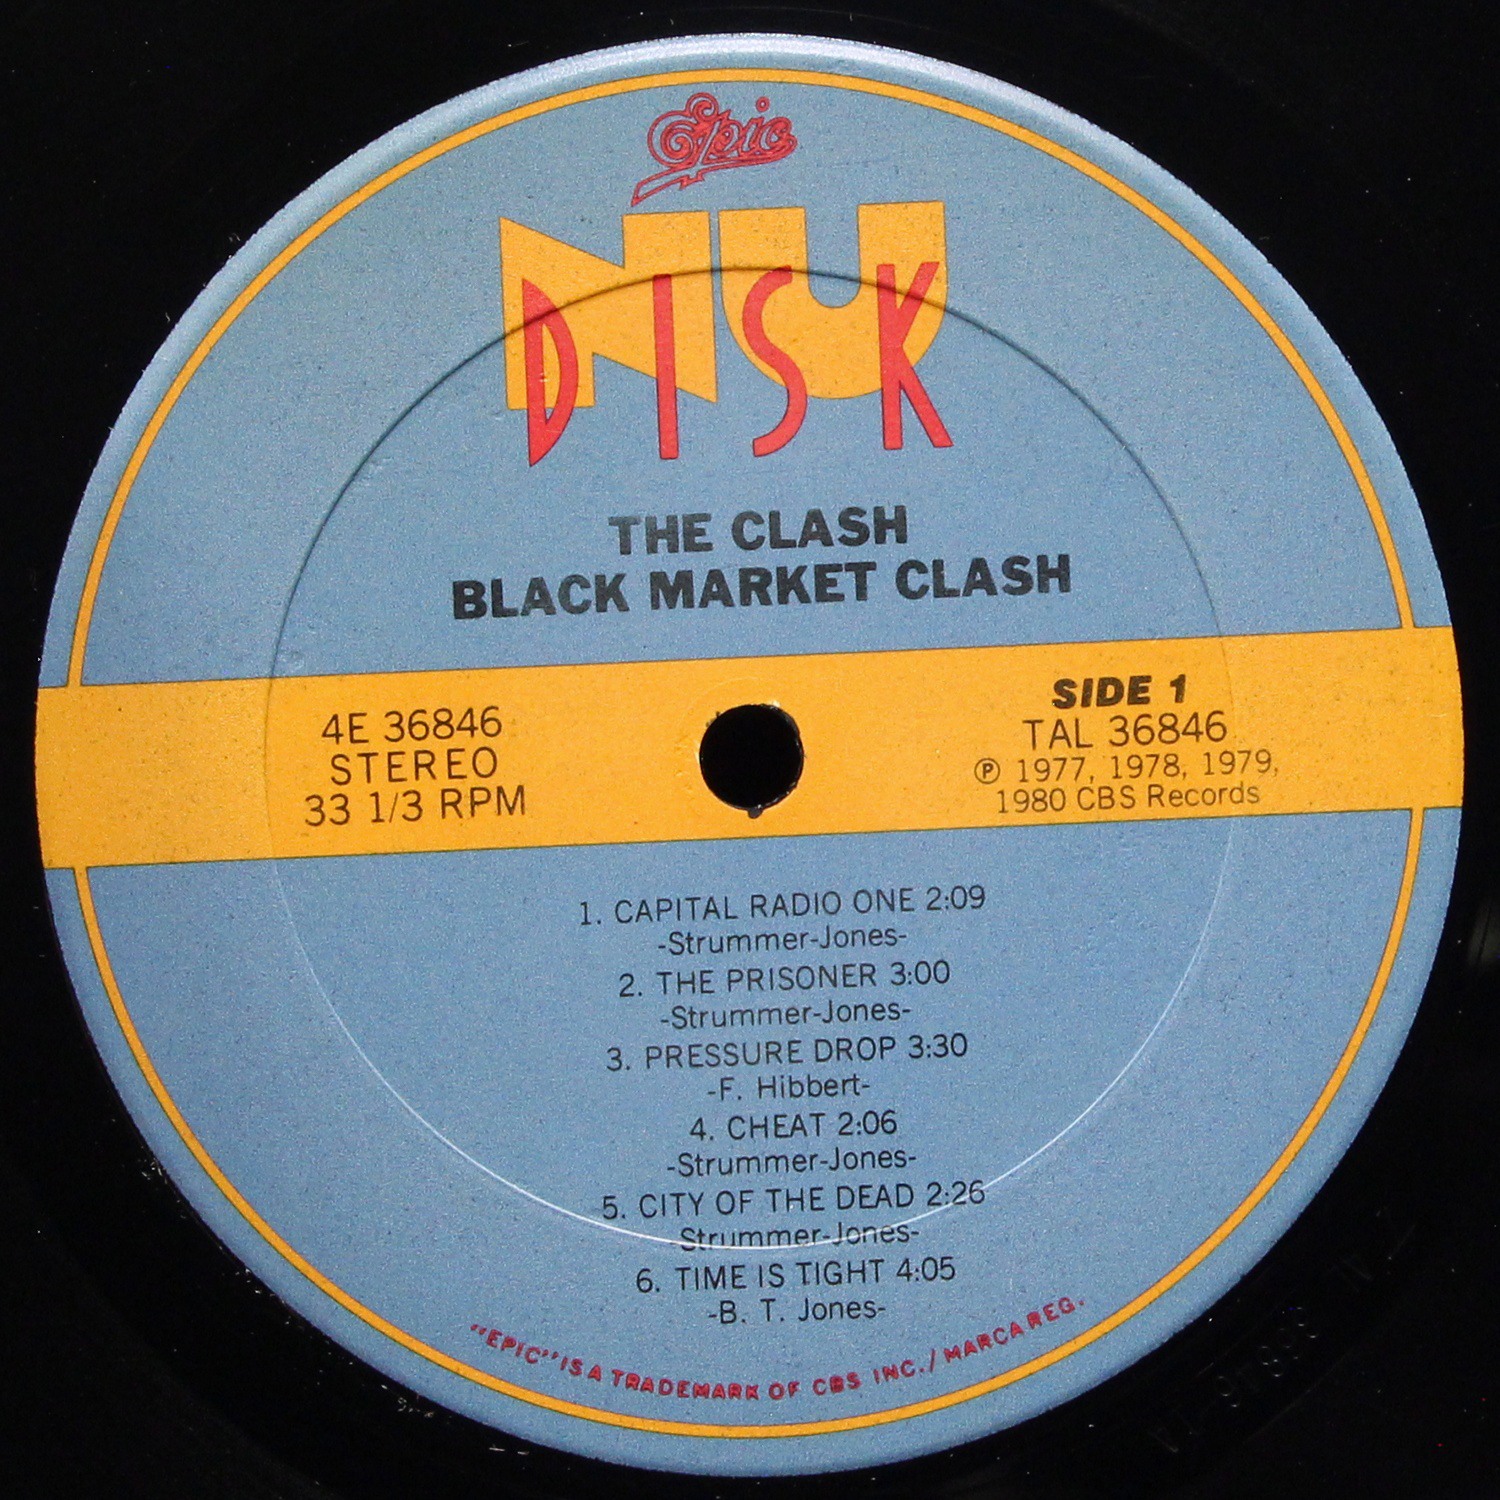 Epic
NU
DISK
THE CLASH
BLACK MARKET CLASH
4E 36846
STEREO
33 1/3 RPM
SIDE 1
TAL 36846
Ⓟ 1977, 1978, 1979,
1980 CBS Records
1. CAPITAL RADIO ONE 2:09
-Strummer-Jones-
2. THE PRISONER 3:00
-Strummer-Jones-
3. PRESSURE DROP 3:30
-F. Hibbert-
4. CHEAT 2:06
-Strummer-Jones-
5. CITY OF THE DEAD 2:26
-Strummer-Jones-
6. TIME IS TIGHT 4:05
-B. T. Jones-
"EPIC" IS A TRADEMARK OF CBS INC./MARCA REG.